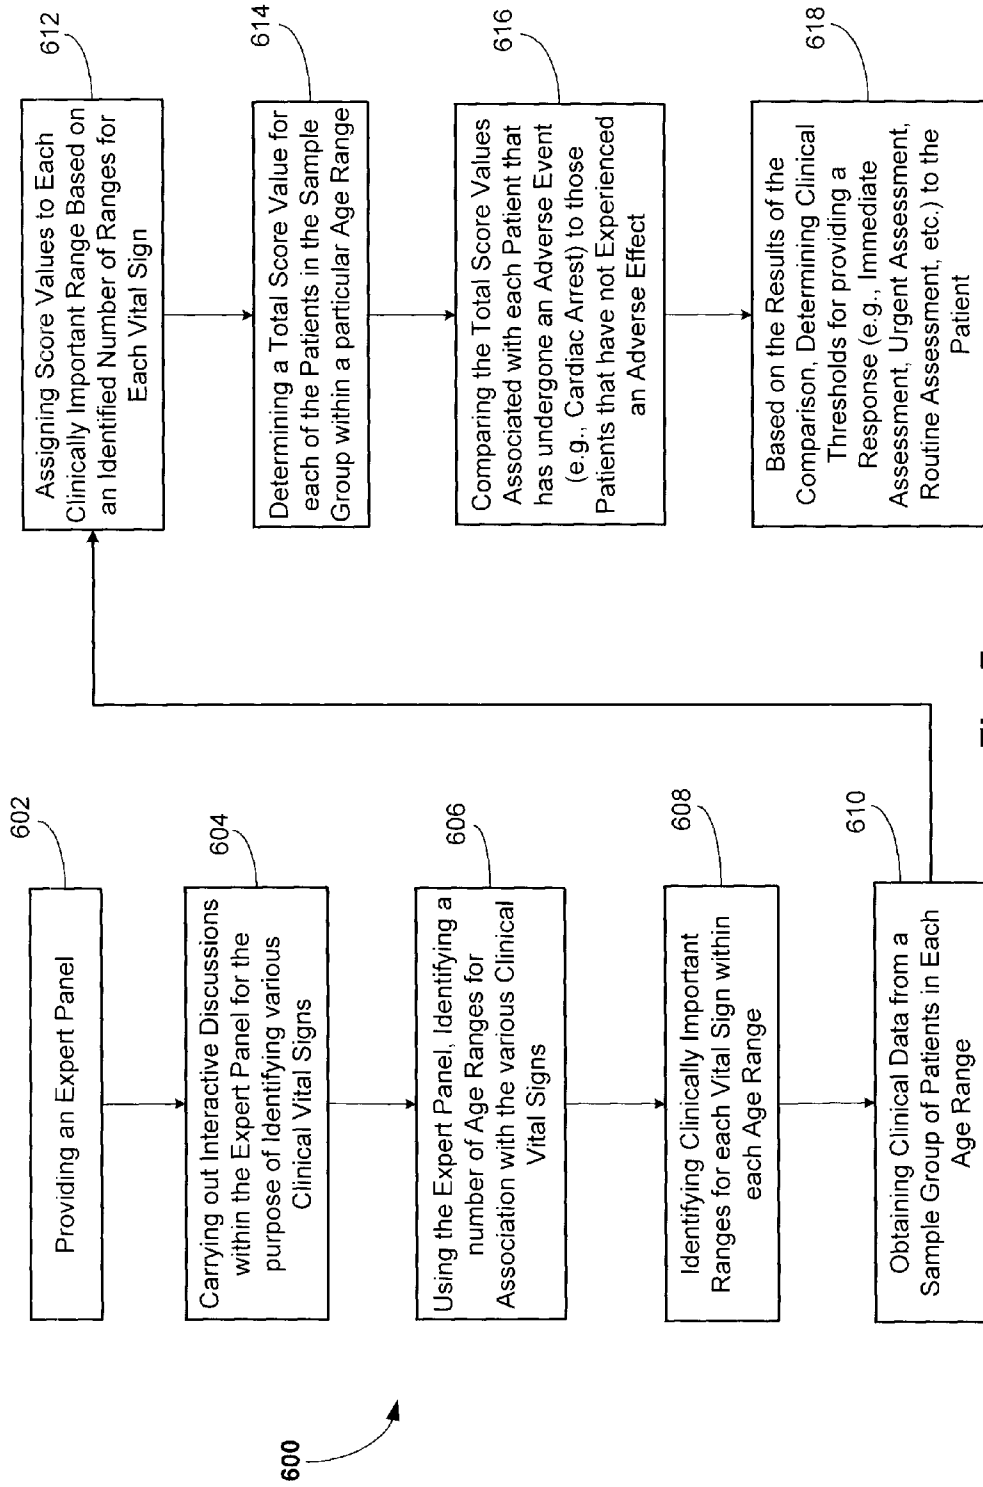 600
602
Providing an Expert Panel
604
Carrying out Interactive Discussions
within the Expert Panel for the
purpose of Identifying various
Clinical Vital Signs
606
Using the Expert Panel, Identifying a
number of Age Ranges for
Association with the various Clinical
Vital Signs
608
Identifying Clinically Important
Ranges for each Vital Sign within
each Age Range
610
Obtaining Clinical Data from a
Sample Group of Patients in Each
Age Range
612
Assigning Score Values to Each
Clinically Important Range Based on
an Identified Number of Ranges for
Each Vital Sign
614
Determining a Total Score Value for
each of the Patients in the Sample
Group within a particular Age Range
616
Comparing the Total Score Values
Associated with each Patient that
has undergone an Adverse Event
(e.g., Cardiac Arrest) to those
Patients that have not Experienced
an Adverse Effect
618
Based on the Results of the
Comparison, Determining Clinical
Thresholds for providing a
Response (e.g., Immediate
Assessment, Urgent Assessment,
Routine Assessment, etc.) to the
Patient